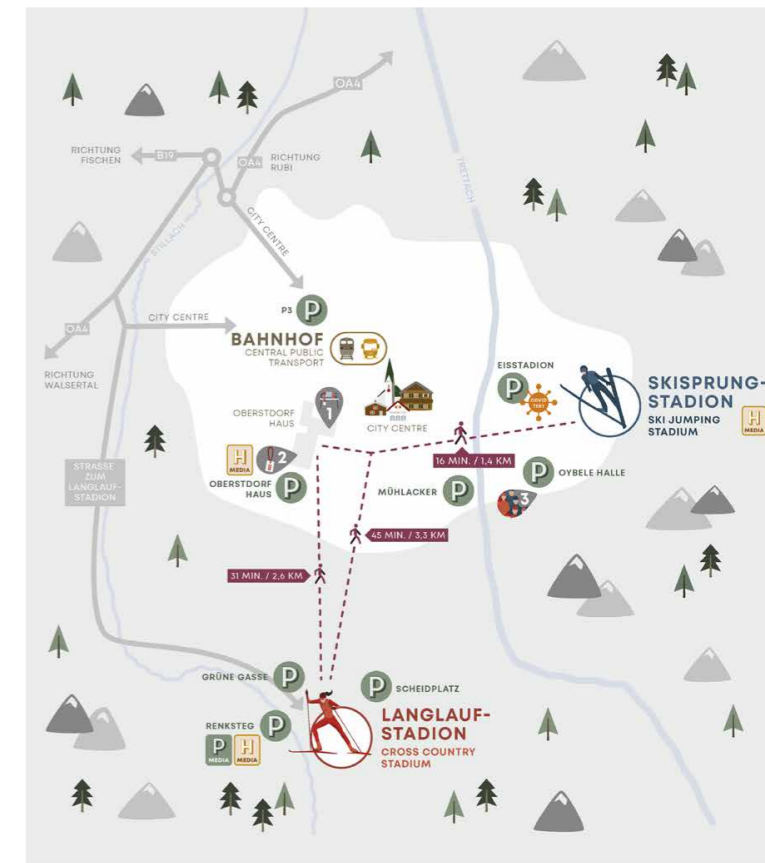 OA4
B19
RICHTUNG
FISCHEN
OA4
RICHTUNG
RUBI
TRETTACH
STILLACH
CITY CENTRE
P3
P
CITY CENTRE
OA4
RICHTUNG
WALSERTAL
BAHNHOF
CENTRAL PUBLIC
TRANSPORT
EISSTADION
P
COVID
TEST
SKISPRUNG-
STADION
SKI JUMPING
STADIUM
H
MEDIA
OBERSTDORF
HAUS
1
CITY CENTRE
16 MIN. / 1,4 KM
H
MEDIA
2
OBERSTDORF
HAUS
P
MÜHLACKER
P
P
OYBELE HALLE
3
STRASSE
ZUM
LANGLAUF-
STADION
45 MIN. / 3,3 KM
31 MIN. / 2,6 KM
GRÜNE GASSE
P
P
SCHEIDPLATZ
RENKSTEG
P
P
MEDIA
H
MEDIA
LANGLAUF-
STADION
CROSS COUNTRY
STADIUM